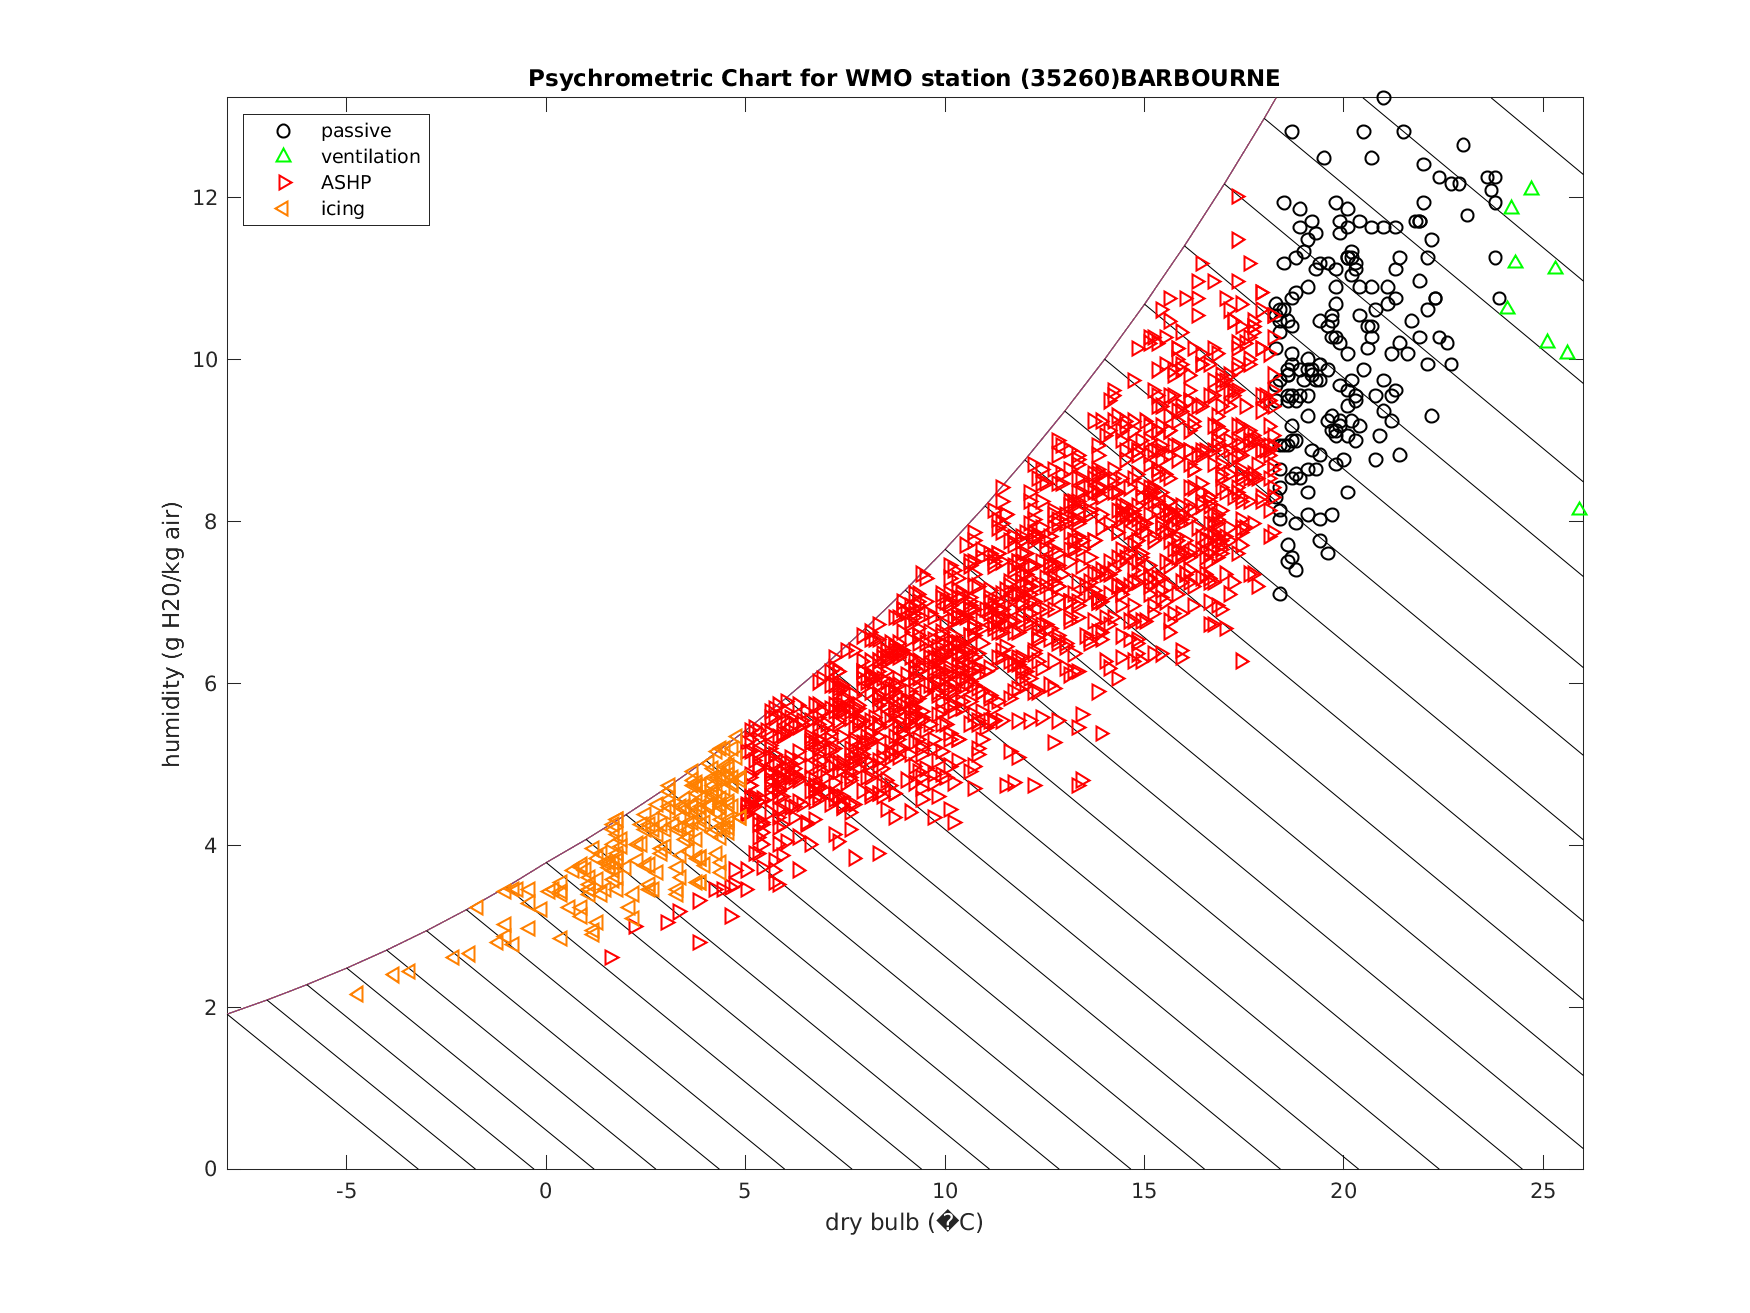 Psychrometric Chart for WMO station (35260)BARBOURNE
passive
ventilation
ASHP
icing
humidity (g H20/kg air)
12
10
8
6
4
2
0
-5
0
5
10
15
20
25
dry bulb (�C)